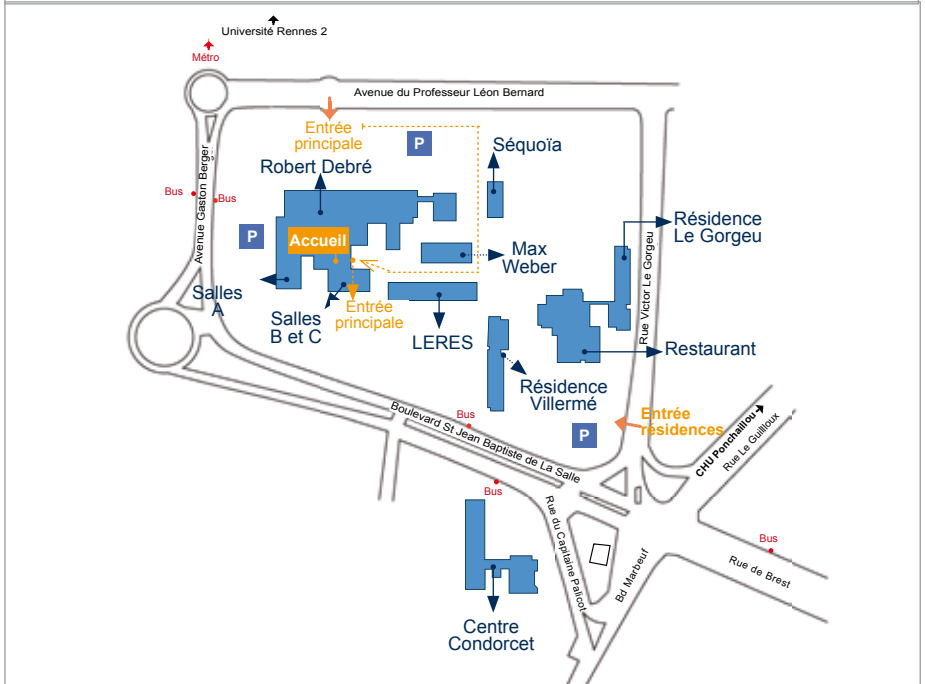 Université Rennes 2
Métro
Avenue du Professeur Léon Bernard
Entrée
principale
P
Séquoïa
Robert Debré
Avenue Gaston Berger
Bus
Bus
Résidence
Le Gorgeu
P
Accueil
Max
Weber
Rue Victor Le Gorgeu
Salles
A
Salles
B et C
Entrée
principale
LERES
Restaurant
Résidence
Villermé
Boulevard St Jean Baptiste de La Salle
Bus
Entrée
résidences
P
CHU Ponchaillou
Rue Le Guilloux
Bus
Rue du Capitaine Palicot
Bd Marbeuf
Bus
Rue de Brest
Centre
Condorcet